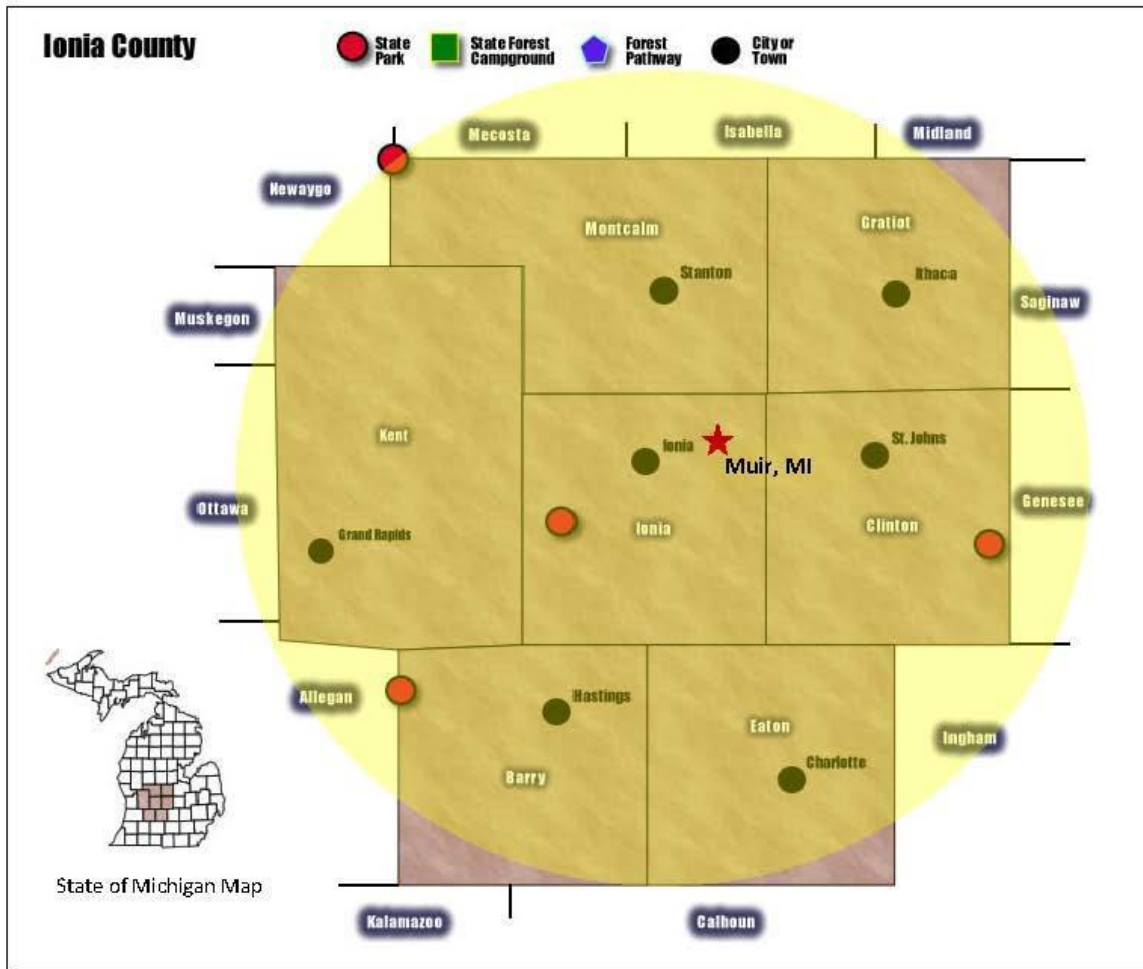 Ionia County
State
Park
State Forest
Campground
Forest
Pathway
City or
Town
Mecosta
Isabella
Midland
Newaygo
Montcalm
Gratiot
Stanton
Ithaca
Muskegon
Saginaw
Kent
Ionia
St. Johns
Muir, MI
Ottawa
Genesee
Grand Rapids
Ionia
Clinton
Allegan
Hastings
Eaton
Ingham
Barry
Charlotte
State of Michigan Map
Kalamazoo
Calhoun